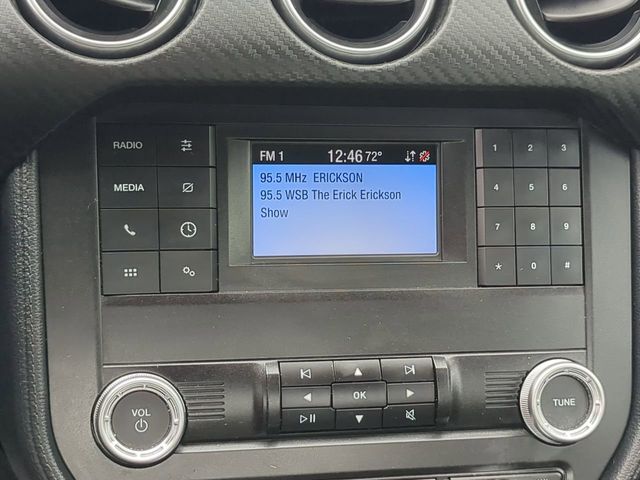 RADIO
MEDIA
FM 1 12:46 72°
95.5 MHz ERICKSON
95.5 WSB The Erick Erickson
Show
1 2 3
4 5 6
7 8 9
* 0 #
VOL
OK
TUNE